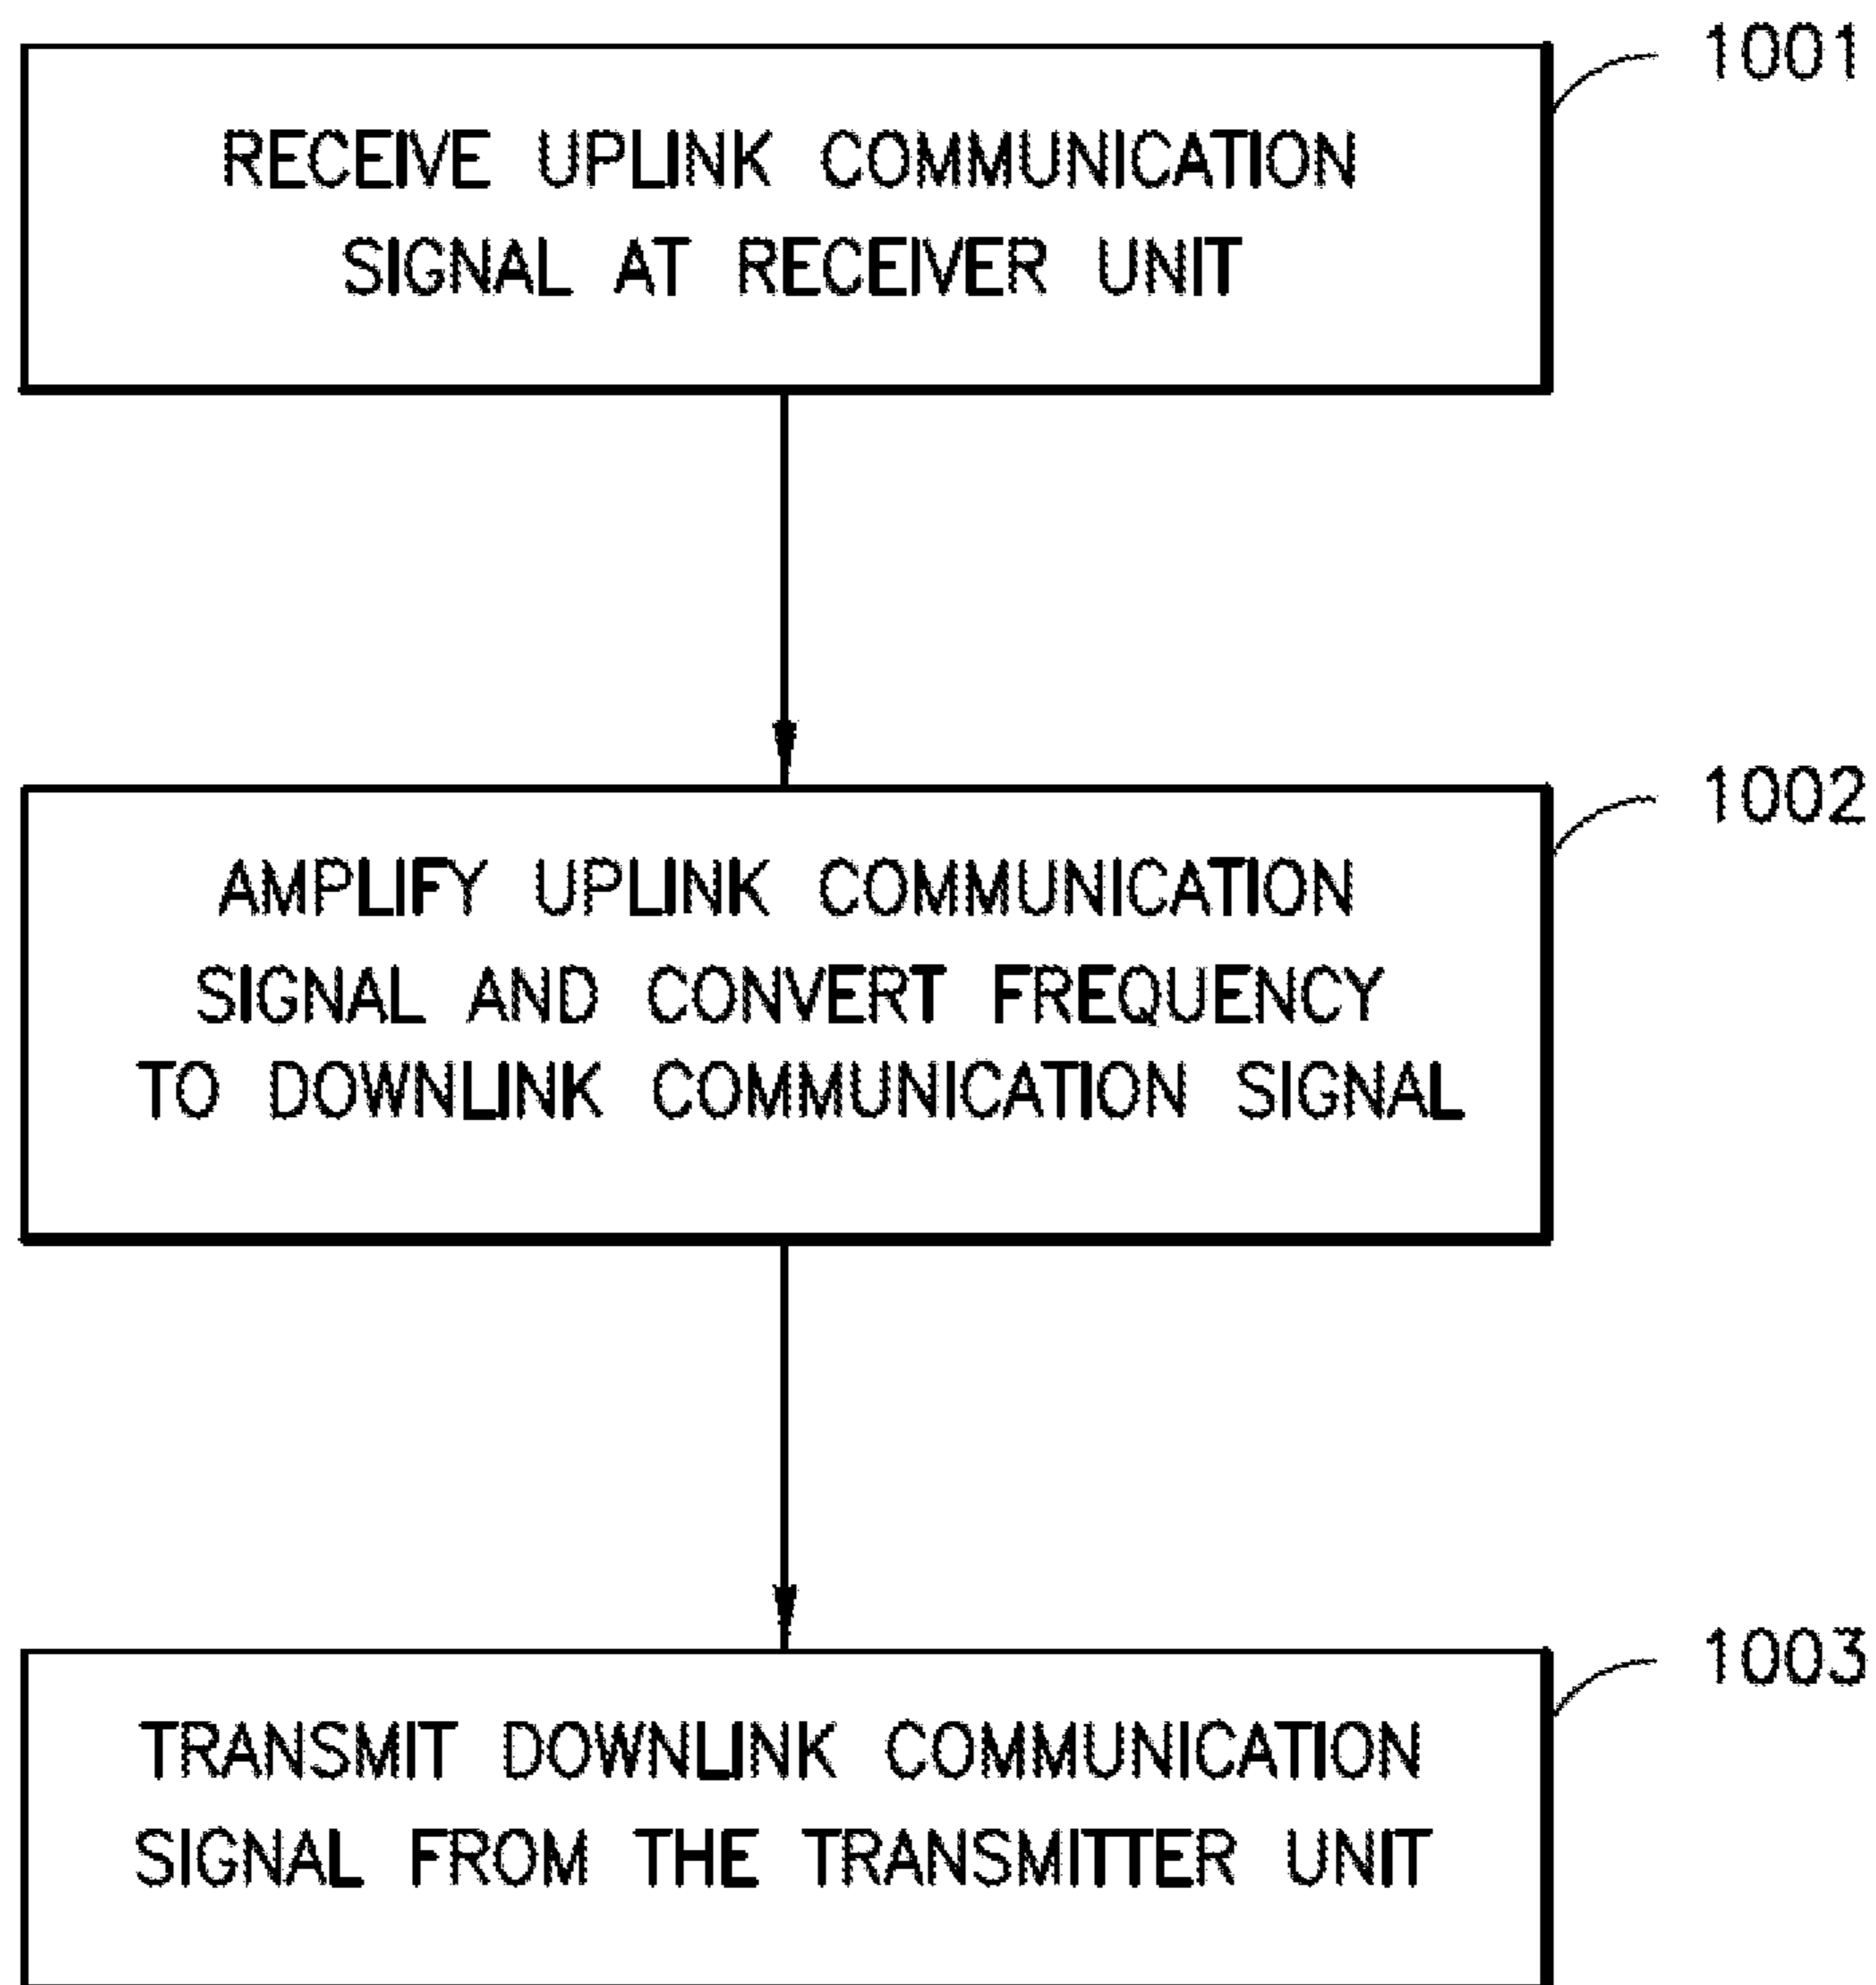 1001
RECEIVE UPLINK COMMUNICATION
SIGNAL AT RECEIVER UNIT
1002
AMPLIFY UPLINK COMMUNICATION
SIGNAL AND CONVERT FREQUENCY
TO DOWNLINK COMMUNICATION SIGNAL
1003
TRANSMIT DOWNLINK COMMUNICATION
SIGNAL FROM THE TRANSMITTER UNIT